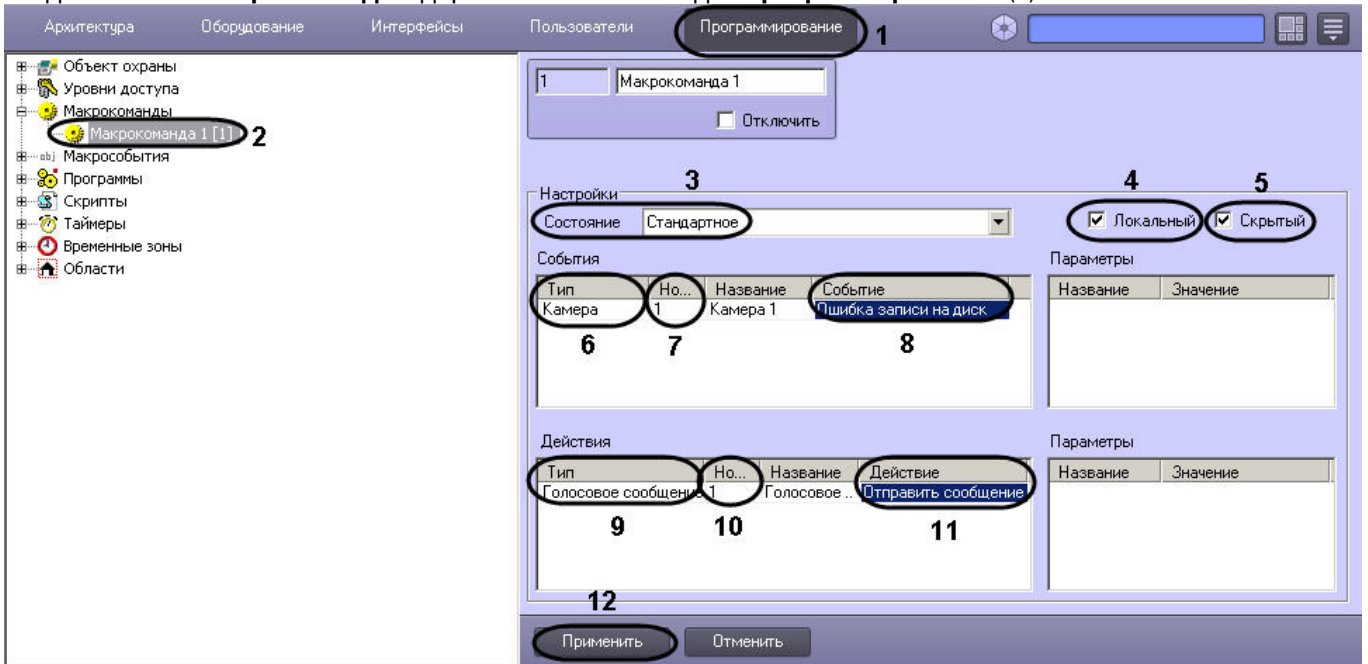 Архитектура Оборудование Интерфейсы Пользователи Программирование 1
Объект охраны
Уровни доступа
Макрокоманды
Макрокоманда 1 [1] 2
obj Макрособытия
Программы
Скрипты
Таймеры
Временные зоны
Области
1 Макрокоманда 1
Отключить
3 4 5
Настройки
Состояние Стандартное Локальный Скрытый
События Параметры
Тип Но... Название Событие Название Значение
Камера 1 Камера 1 Ошибка записи на диск
6 7 8
Действия Параметры
Тип Но... Название Действие Название Значение
Голосовое сообщение 1 Голосовое .. Отправить сообщение
9 10 11
12
Применить Отменить